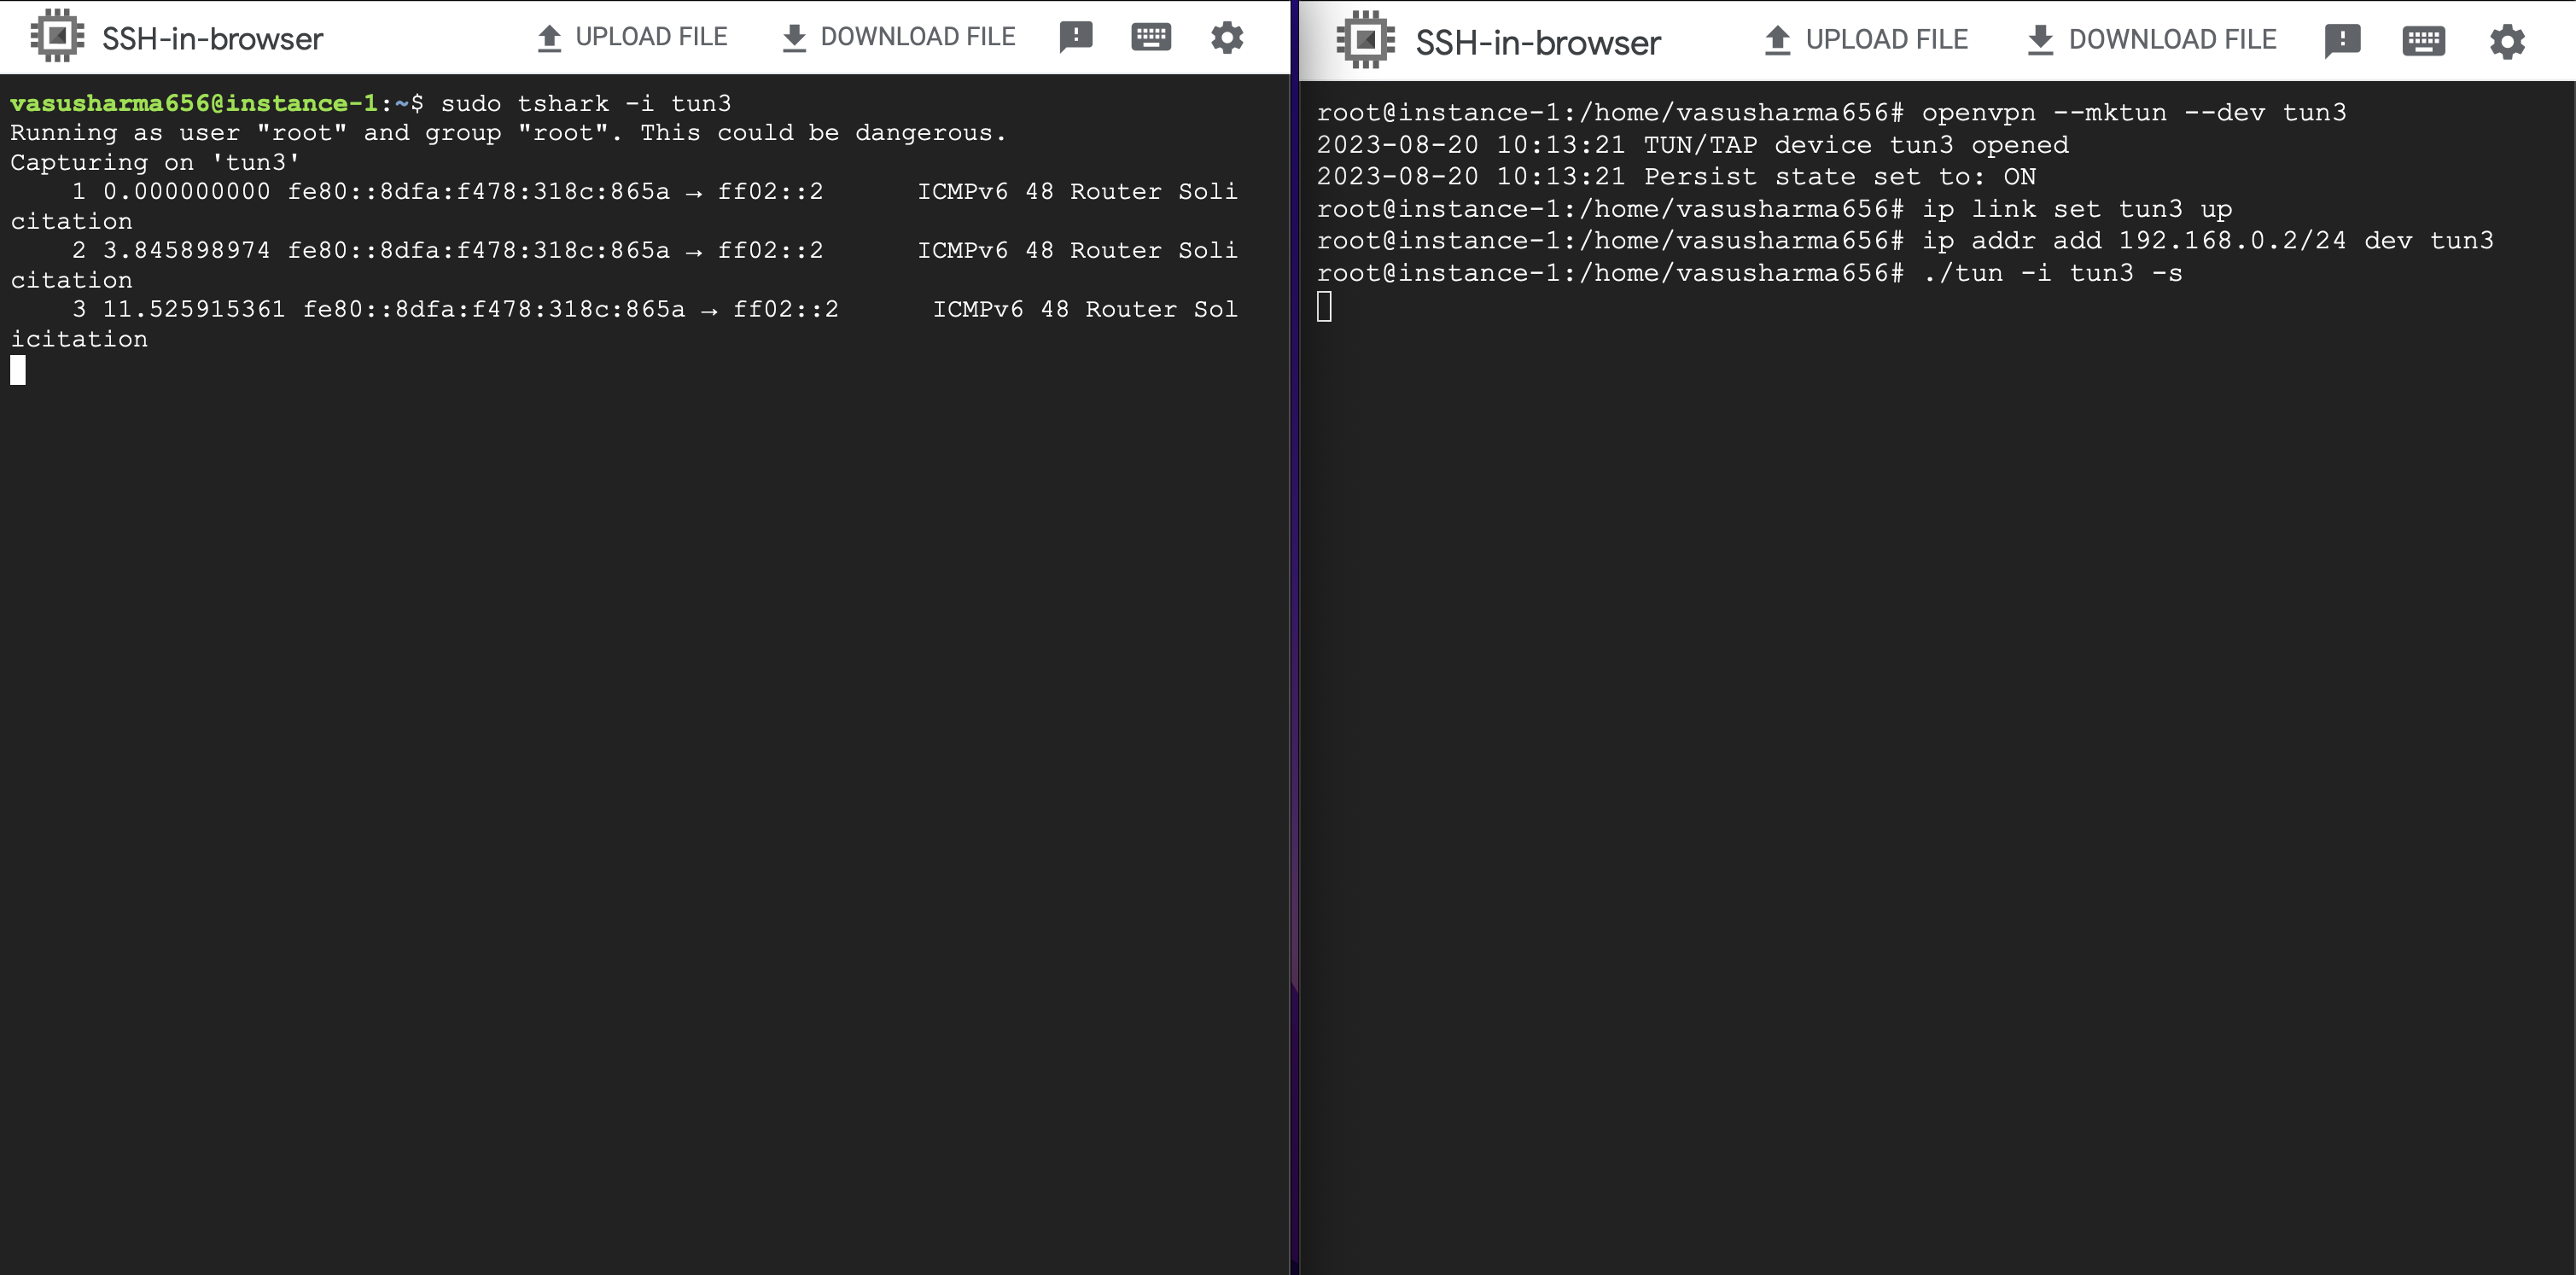 SSH-in-browser UPLOAD FILE DOWNLOAD FILE
vasusharma656@instance-1:~$ sudo tshark -i tun3
Running as user "root" and group "root". This could be dangerous.
Capturing on 'tun3'
    1 0.000000000 fe80::8dfa:f478:318c:865a → ff02::2      ICMPv6 48 Router Soli
citation
    2 3.845898974 fe80::8dfa:f478:318c:865a → ff02::2      ICMPv6 48 Router Soli
citation
    3 11.525915361 fe80::8dfa:f478:318c:865a → ff02::2      ICMPv6 48 Router Sol
icitation
SSH-in-browser UPLOAD FILE DOWNLOAD FILE
root@instance-1:/home/vasusharma656# openvpn --mktun --dev tun3
2023-08-20 10:13:21 TUN/TAP device tun3 opened
2023-08-20 10:13:21 Persist state set to: ON
root@instance-1:/home/vasusharma656# ip link set tun3 up
root@instance-1:/home/vasusharma656# ip addr add 192.168.0.2/24 dev tun3
root@instance-1:/home/vasusharma656# ./tun -i tun3 -s